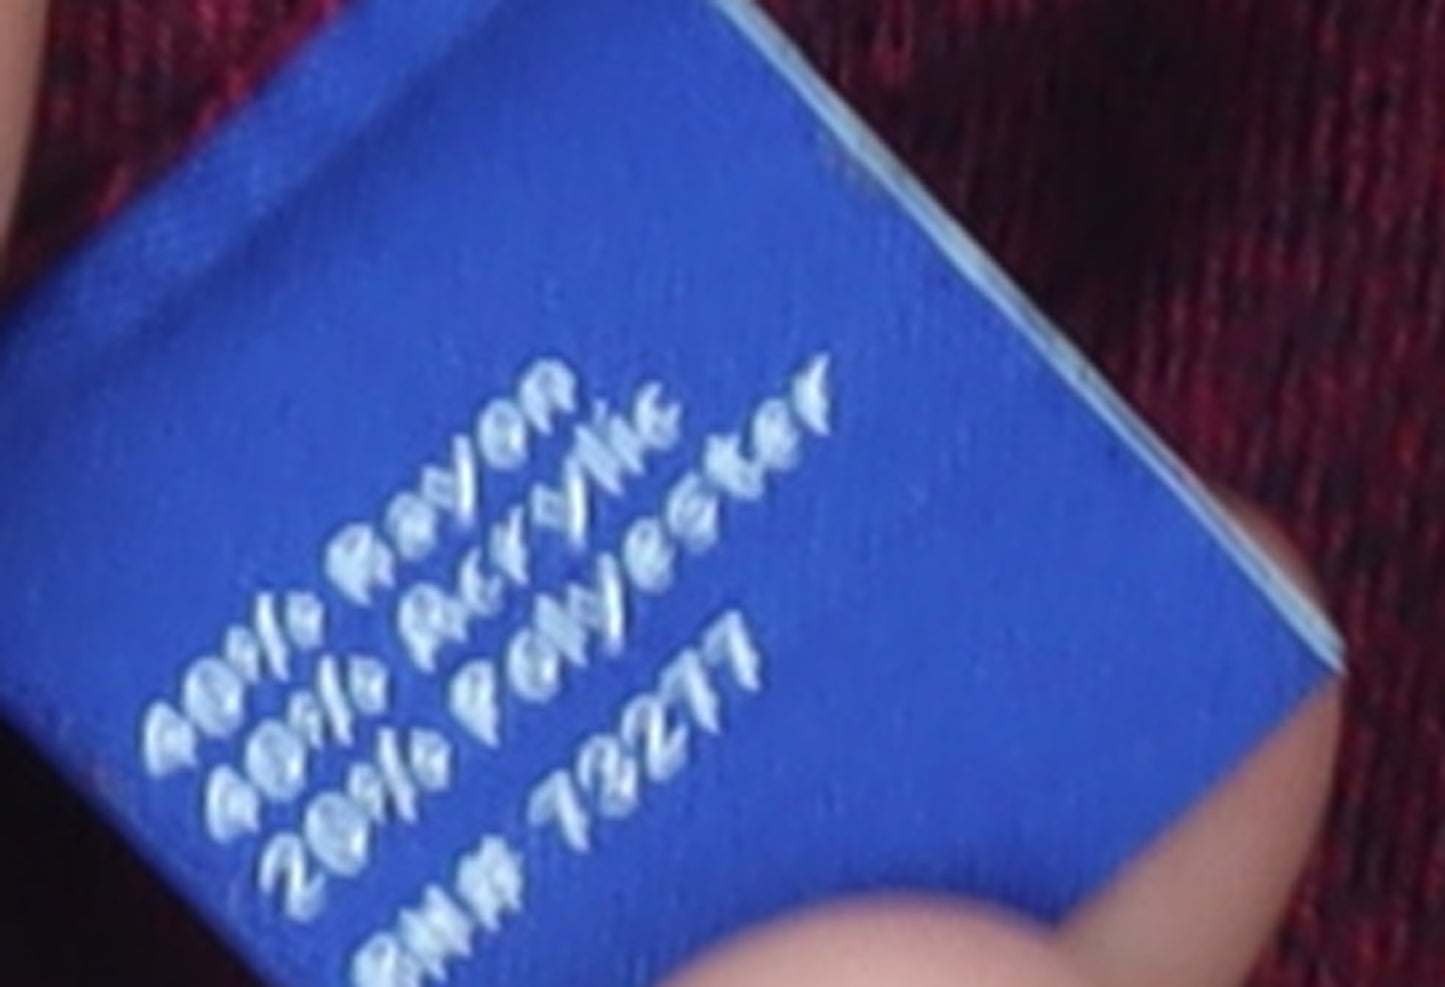 40% Rayon
40% Acrylic
20% Polyester
RN# 73277